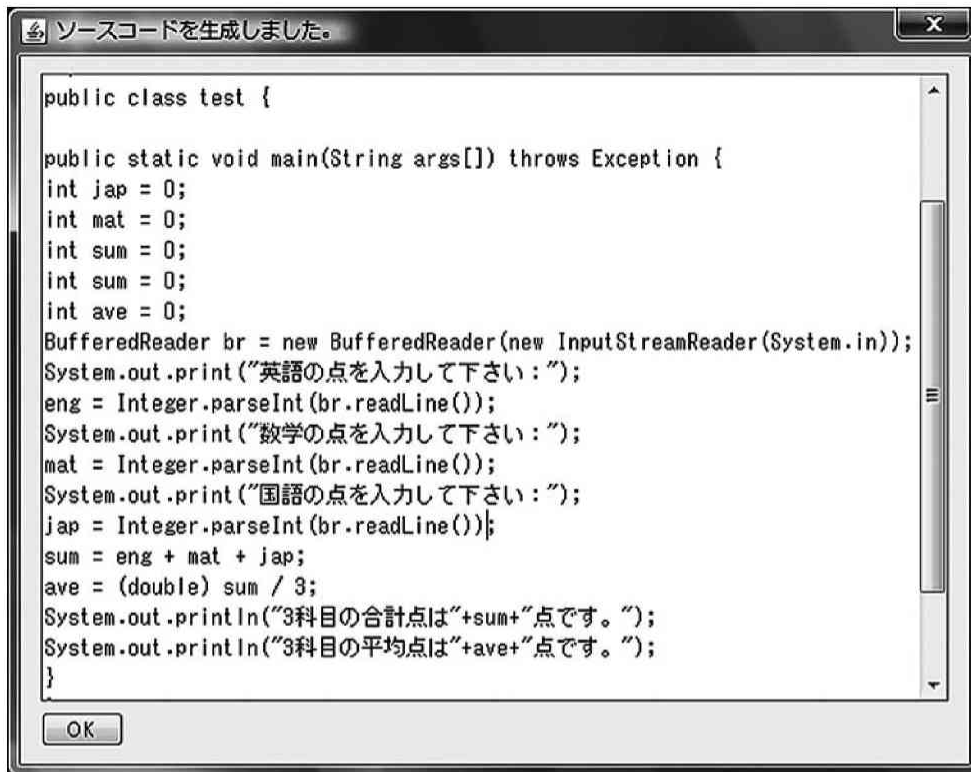 ソースコードを生成しました。
public class test {
public static void main(String args[]) throws Exception {
int jap = 0;
int mat = 0;
int sum = 0;
int sum = 0;
int ave = 0;
BufferedReader br = new BufferedReader(new InputStreamReader(System.in));
System.out.print("英語の点を入力して下さい：");
eng = Integer.parseInt(br.readLine());
System.out.print("数学の点を入力して下さい：");
mat = Integer.parseInt(br.readLine());
System.out.print("国語の点を入力して下さい：");
jap = Integer.parseInt(br.readLine());
sum = eng + mat + jap;
ave = (double) sum / 3;
System.out.println("3科目の合計点は"+sum+"点です。");
System.out.println("3科目の平均点は"+ave+"点です。");
}
OK